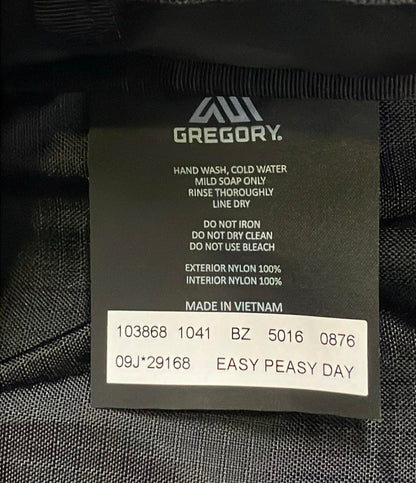 GREGORY.
HAND WASH, COLD WATER
MILD SOAP ONLY
RINSE THOROUGHLY
LINE DRY
DO NOT IRON
DO NOT DRY CLEAN
DO NOT USE BLEACH
EXTERIOR NYLON 100%
INTERIOR NYLON 100%
MADE IN VIETNAM
103868 1041 BZ 5016 0876
09J*29168 EASY PEASY DAY